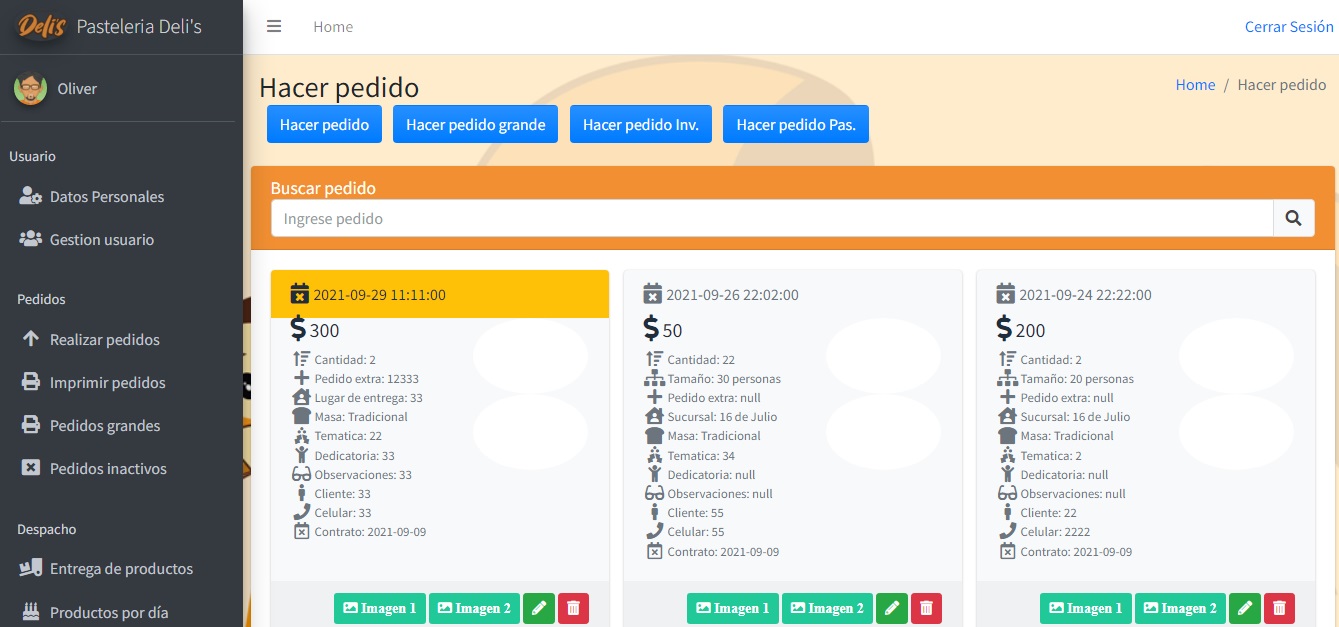 Deli's Pasteleria Deli's
Oliver
Usuario
Datos Personales
Gestion usuario
Pedidos
Realizar pedidos
Imprimir pedidos
Pedidos grandes
Pedidos inactivos
Despacho
Entrega de productos
Productos por día
Home
Cerrar Sesión
Hacer pedido
Home / Hacer pedido
Hacer pedido
Hacer pedido grande
Hacer pedido Inv.
Hacer pedido Pas.
Buscar pedido
Ingrese pedido
2021-09-29 11:11:00
$ 300
Cantidad: 2
Pedido extra: 12333
Lugar de entrega: 33
Masa: Tradicional
Tematica: 22
Dedicatoria: 33
Observaciones: 33
Cliente: 33
Celular: 33
Contrato: 2021-09-09
Imagen 1
Imagen 2
2021-09-26 22:02:00
$ 50
Cantidad: 22
Tamaño: 30 personas
Pedido extra: null
Sucursal: 16 de Julio
Masa: Tradicional
Tematica: 34
Dedicatoria: null
Observaciones: null
Cliente: 55
Celular: 55
Contrato: 2021-09-09
Imagen 1
Imagen 2
2021-09-24 22:22:00
$ 200
Cantidad: 2
Tamaño: 20 personas
Pedido extra: null
Sucursal: 16 de Julio
Masa: Tradicional
Tematica: 2
Dedicatoria: null
Observaciones: null
Cliente: 22
Celular: 2222
Contrato: 2021-09-09
Imagen 1
Imagen 2